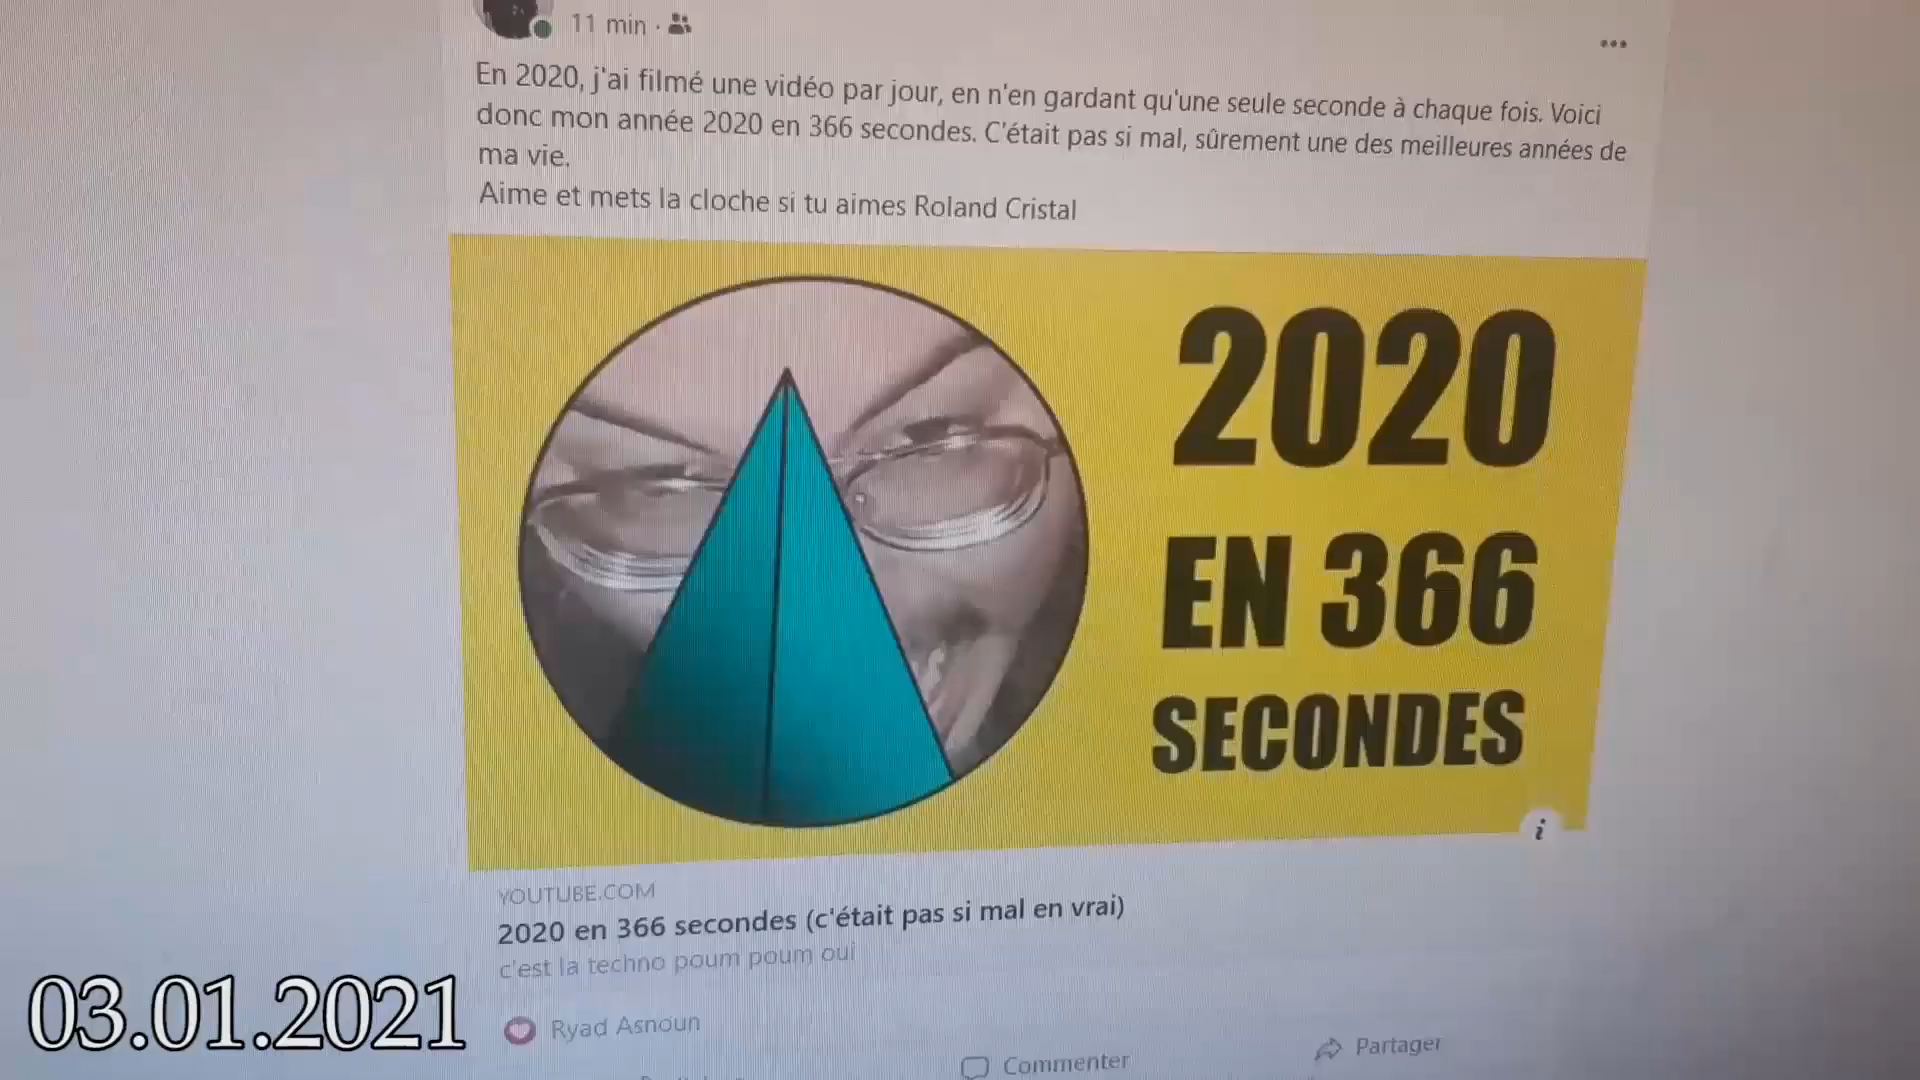 11 min ·
En 2020, j'ai filmé une vidéo par jour, en n'en gardant qu'une seule seconde à chaque fois. Voici
donc mon année 2020 en 366 secondes. C'était pas si mal, sûrement une des meilleures années de
ma vie.
Aime et mets la cloche si tu aimes Roland Cristal
2020
EN 366
SECONDES
i
YOUTUBE.COM
2020 en 366 secondes (c'était pas si mal en vrai)
c'est la techno poum poum oui
Ryad Asnoun
Commenter
Partager
03.01.2021